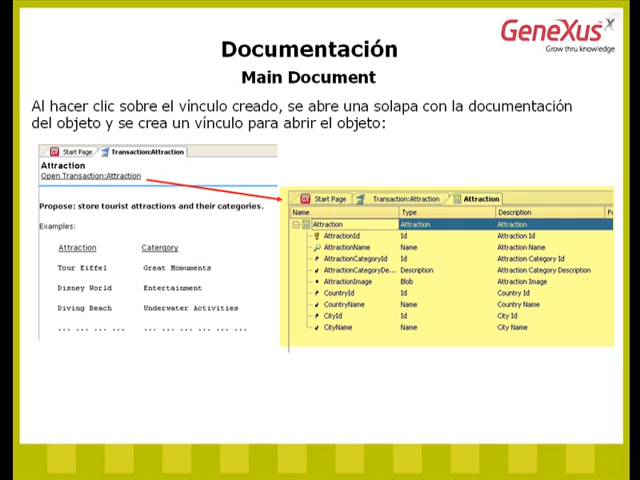 GeneXus
Grow thru knowledge
Documentación
Main Document
Al hacer clic sobre el vínculo creado, se abre una solapa con la documentación
del objeto y se crea un vínculo para abrir el objeto:
Start Page Transaction:Attraction
Attraction
Open Transaction:Attraction
Propose: store tourist attractions and their categories.
Examples:
Attraction Catergory
Tour Eiffel Great Monuments
Disney World Entertainment
Diving Beach Underwater Activities
... ... ... ... ... ... ... ... ... ...
Start Page Transaction:Attraction Attraction
Name Type Description Fo
Attraction Attraction Attraction
AttractionId Id Attraction Id
AttractionName Name Attraction Name
AttractionCategoryId Id Attraction Category Id
AttractionCategoryDe... Description Attraction Category Description
AttractionImage Blob Attraction Image
CountryId Id Country Id
CountryName Name Country Name
CityId Id City Id
CityName Name City Name